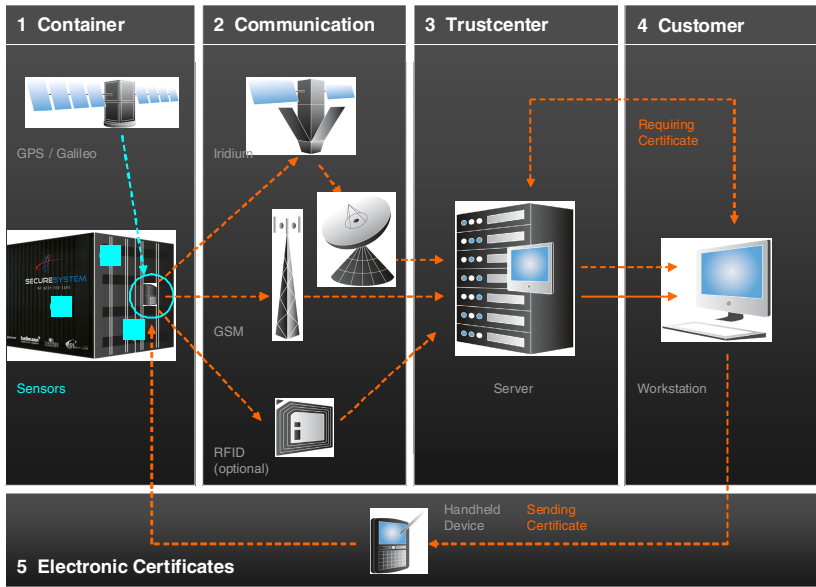 1 Container
2 Communication
3 Trustcenter
4 Customer
GPS / Galileo
Iridium
Requiring
Certificate
SECURESYSTEM
GSM
Sensors
Server
Workstation
RFID
(optional)
Handheld
Device
Sending
Certificate
5 Electronic Certificates